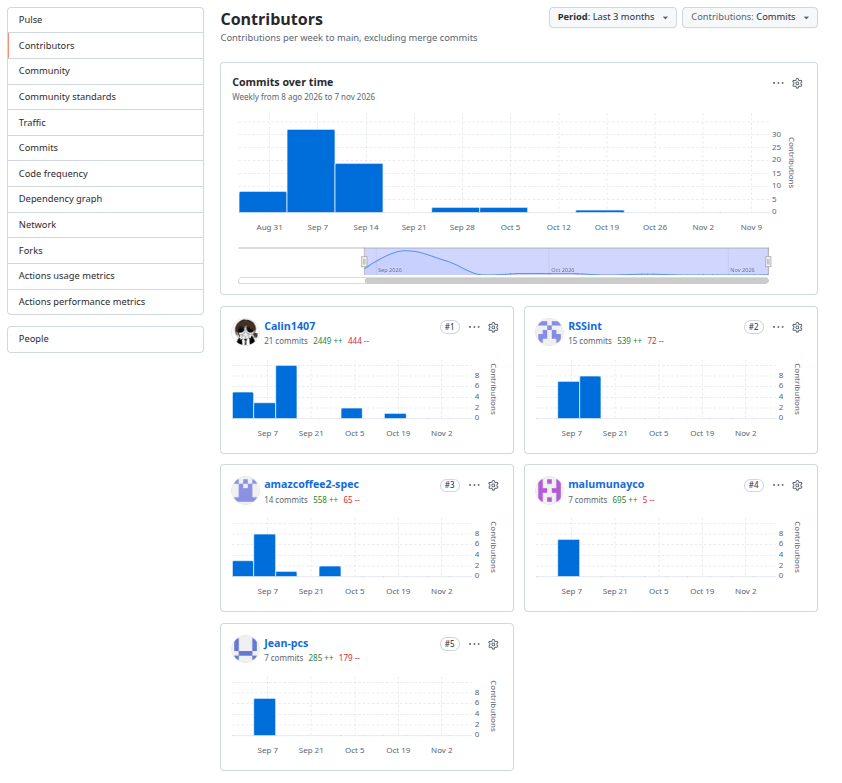 Pulse
Contributors
Community
Community standards
Traffic
Commits
Code frequency
Dependency graph
Network
Forks
Actions usage metrics
Actions performance metrics
People
Contributors
Period: Last 3 months
Contributions: Commits
Contributions per week to main, excluding merge commits
Commits over time
Weekly from 8 ago 2026 to 7 nov 2026
30
25
20
15
10
5
0
Contributions
Aug 31 Sep 7 Sep 14 Sep 21 Sep 28 Oct 5 Oct 12 Oct 19 Oct 26 Nov 2 Nov 9
Sep 2026 Oct 2026 Nov 2026
Calin1407
#1
21 commits 2449 ++ 444 --
8
6
4
2
0
Contributions
Sep 7 Sep 21 Oct 5 Oct 19 Nov 2
RSSint
#2
15 commits 539 ++ 72 --
8
6
4
2
0
Contributions
Sep 7 Sep 21 Oct 5 Oct 19 Nov 2
amazcoffee2-spec
#3
14 commits 558 ++ 65 --
8
6
4
2
0
Contributions
Sep 7 Sep 21 Oct 5 Oct 19 Nov 2
malumunayco
#4
7 commits 695 ++ 5 --
8
6
4
2
0
Contributions
Sep 7 Sep 21 Oct 5 Oct 19 Nov 2
Jean-pcs
#5
7 commits 285 ++ 179 --
8
6
4
2
0
Contributions
Sep 7 Sep 21 Oct 5 Oct 19 Nov 2